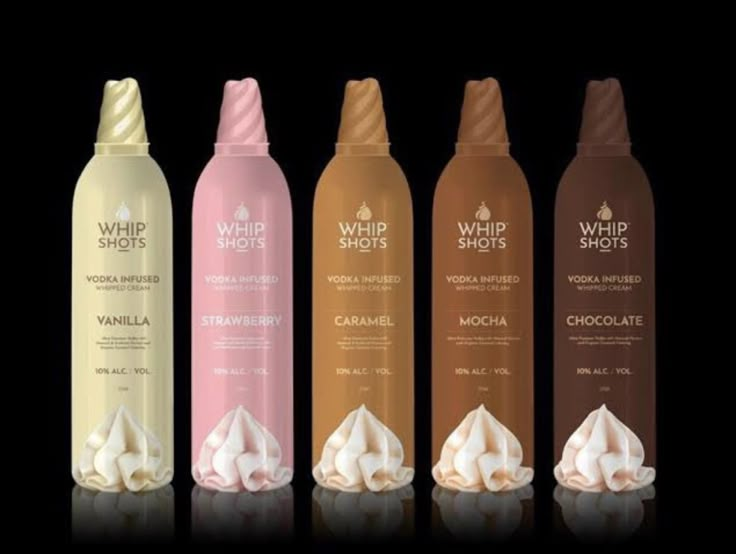 WHIP
SHOTS
VODKA INFUSED
WHIPPED CREAM
VANILLA
10% ALC. / VOL.
WHIP
SHOTS
VODKA INFUSED
WHIPPED CREAM
STRAWBERRY
10% ALC. / VOL.
WHIP
SHOTS
VODKA INFUSED
WHIPPED CREAM
CARAMEL
10% ALC. / VOL.
WHIP
SHOTS
VODKA INFUSED
WHIPPED CREAM
MOCHA
10% ALC. / VOL.
WHIP
SHOTS
VODKA INFUSED
WHIPPED CREAM
CHOCOLATE
10% ALC. / VOL.